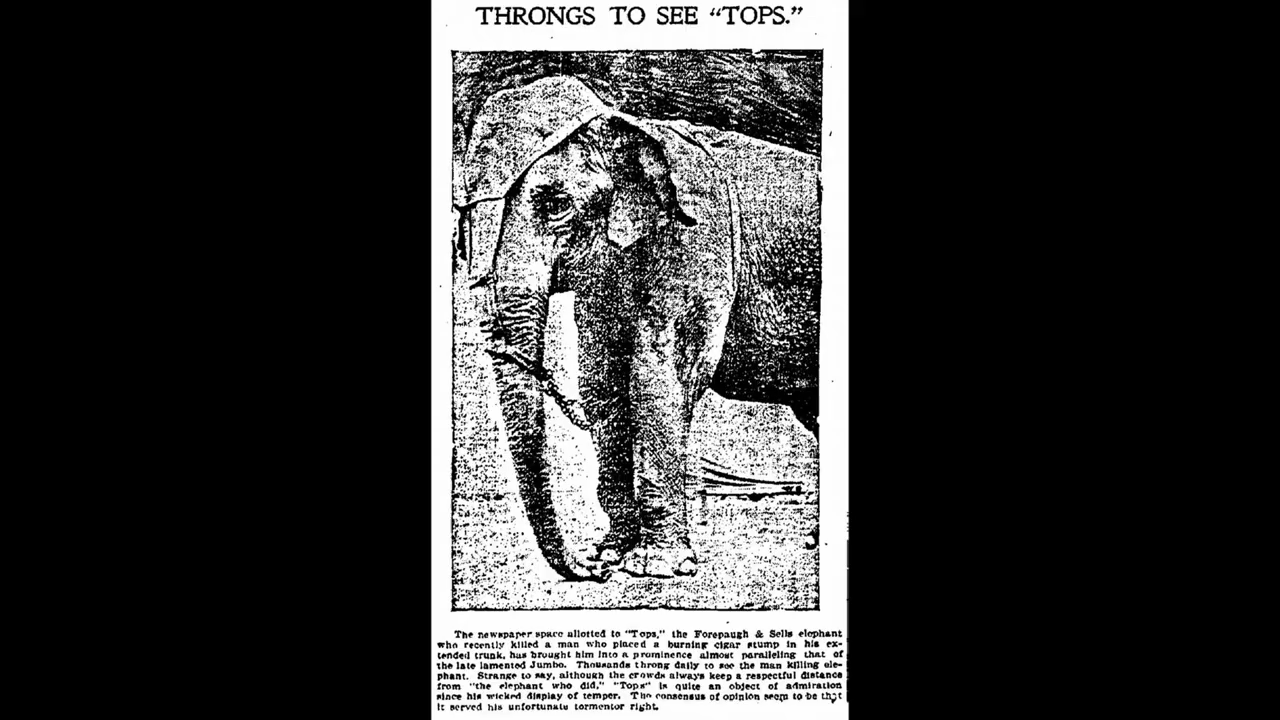 THRONGS TO SEE “TOPS.”
The newspaper space allotted to "Tops," the Forepaugh & Sells elephant
who recently killed a man who placed a burning cigar stump in his ex-
tended trunk, has brought him into a prominence almost paralleling that of
the late lamented Jumbo. Thousands throng daily to see the man killing ele-
phant. Strange to say, although the crowds always keep a respectful distance
from "the elephant who did," "Tops" is quite an object of admiration
since his wicked display of temper. The consensus of opinion seem to be that
it served his unfortunate tormentor right.